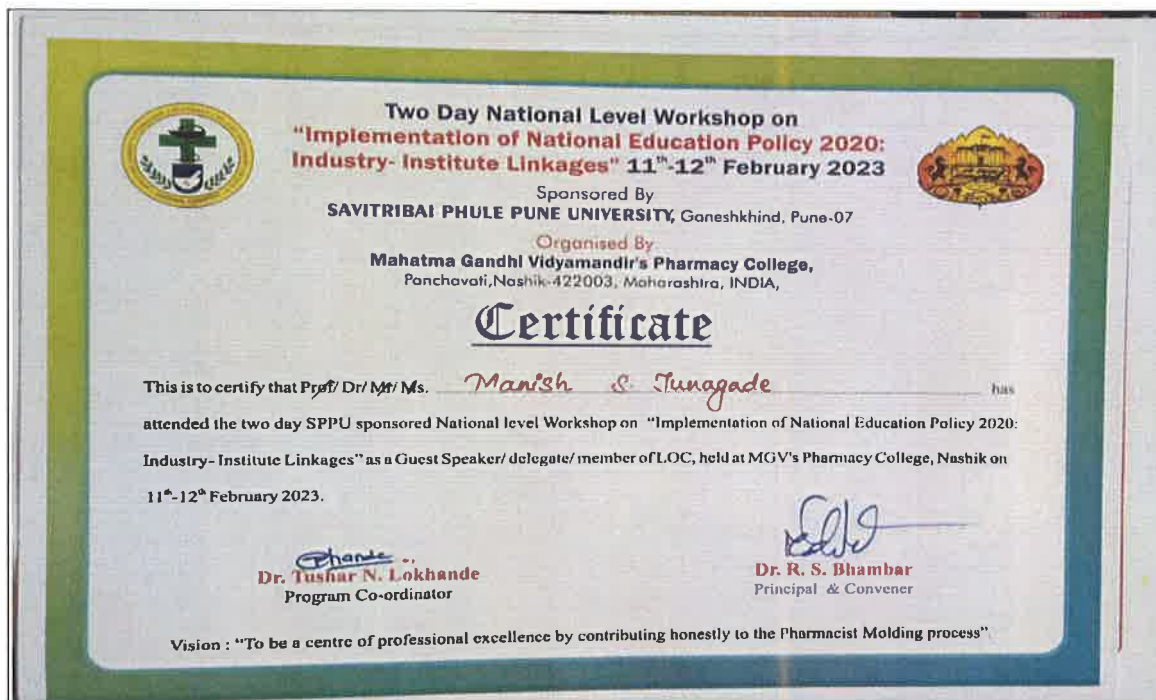 Two Day National Level Workshop on
"Implementation of National Education Policy 2020:
Industry- Institute Linkages" 11th-12th February 2023
Sponsored By
SAVITRIBAI PHULE PUNE UNIVERSITY, Ganeshkhind, Pune-07
Organised By
Mahatma Gandhi Vidyamandir's Pharmacy College,
Panchavati,Nashik-422003, Maharashtra, INDIA,
Certificate
This is to certify that Prof/ Dr/ Mr/ Ms. Manish S. Junagade has
attended the two day SPPU sponsored National level Workshop on "Implementation of National Education Policy 2020:
Industry- Institute Linkages" as a Guest Speaker/ delegate/ member of LOC, held at MGV's Pharmacy College, Nashik on
11th-12th February 2023.
Dr. Tushar N. Lokhande
Program Co-ordinator
Dr. R. S. Bhambar
Principal & Convener
Vision : "To be a centre of professional excellence by contributing honestly to the Pharmacist Molding process"